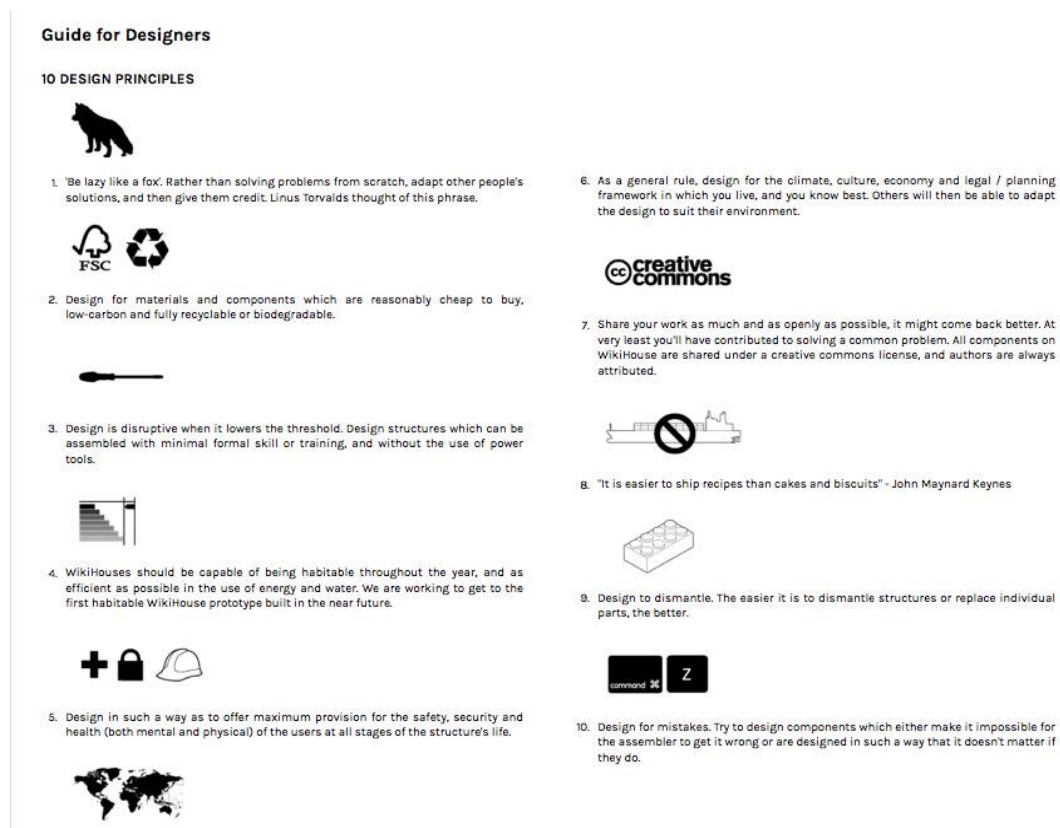 Guide for Designers
10 DESIGN PRINCIPLES
1. 'Be lazy like a fox'. Rather than solving problems from scratch, adapt other people's
solutions, and then give them credit. Linus Torvalds thought of this phrase.
FSC
2. Design for materials and components which are reasonably cheap to buy,
low-carbon and fully recyclable or biodegradable.
3. Design is disruptive when it lowers the threshold. Design structures which can be
assembled with minimal formal skill or training, and without the use of power
tools.
4. WikiHouses should be capable of being habitable throughout the year, and as
efficient as possible in the use of energy and water. We are working to get to the
first habitable WikiHouse prototype built in the near future.
5. Design in such a way as to offer maximum provision for the safety, security and
health (both mental and physical) of the users at all stages of the structure's life.
6. As a general rule, design for the climate, culture, economy and legal / planning
framework in which you live, and you know best. Others will then be able to adapt
the design to suit their environment.
cc creative
commons
7. Share your work as much and as openly as possible, it might come back better. At
very least you'll have contributed to solving a common problem. All components on
WikiHouse are shared under a creative commons license, and authors are always
attributed.
8. "It is easier to ship recipes than cakes and biscuits" - John Maynard Keynes
9. Design to dismantle. The easier it is to dismantle structures or replace individual
parts, the better.
command ⌘ Z
10. Design for mistakes. Try to design components which either make it impossible for
the assembler to get it wrong or are designed in such a way that it doesn't matter if
they do.